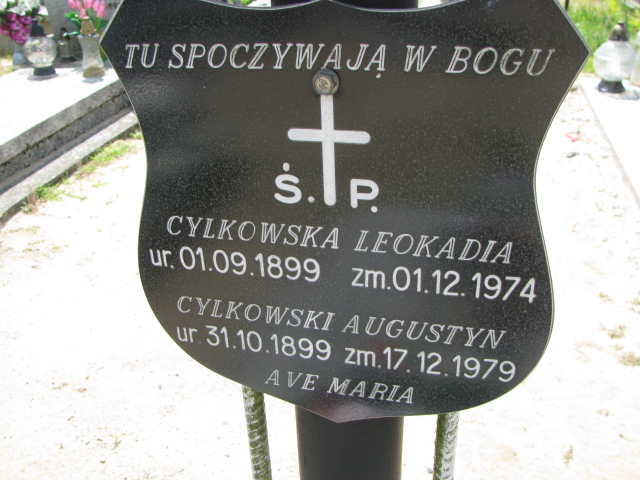 TU SPOCZYWAJĄ W BOGU
Ś. P.
CYLKOWSKA LEOKADIA
ur. 01.09.1899 zm. 01.12.1974
CYLKOWSKI AUGUSTYN
ur. 31.10.1899 zm. 17.12.1979
AVE MARIA